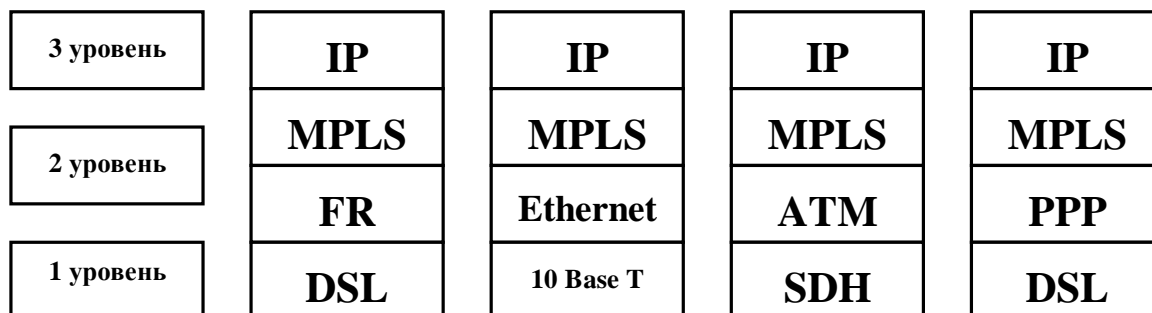 3 уровень
IP
IP
IP
IP
MPLS
MPLS
MPLS
MPLS
2 уровень
FR
Ethernet
ATM
PPP
1 уровень
DSL
10 Base T
SDH
DSL